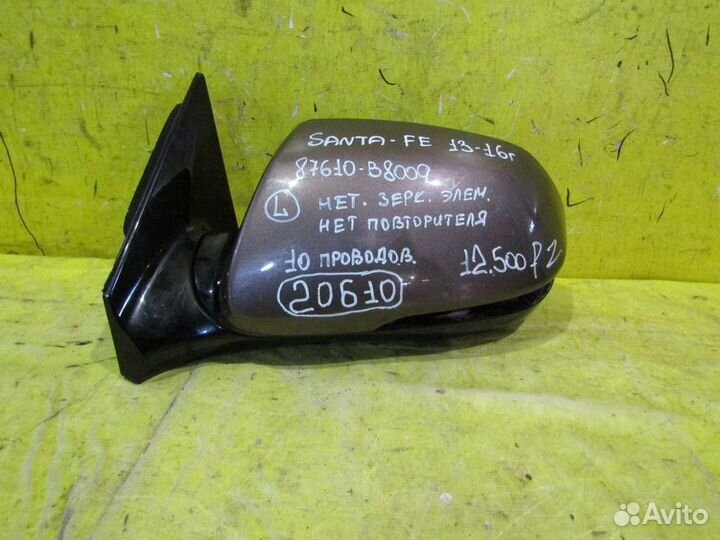 SANTA-FE 13-16г
87610-B8009
L НЕТ. ЗЕРК. ЭЛЕМ.
НЕТ ПОВТОРИТЕЛЯ
10 ПРОВОДОВ. 12.500 Р 2
20610
Avito